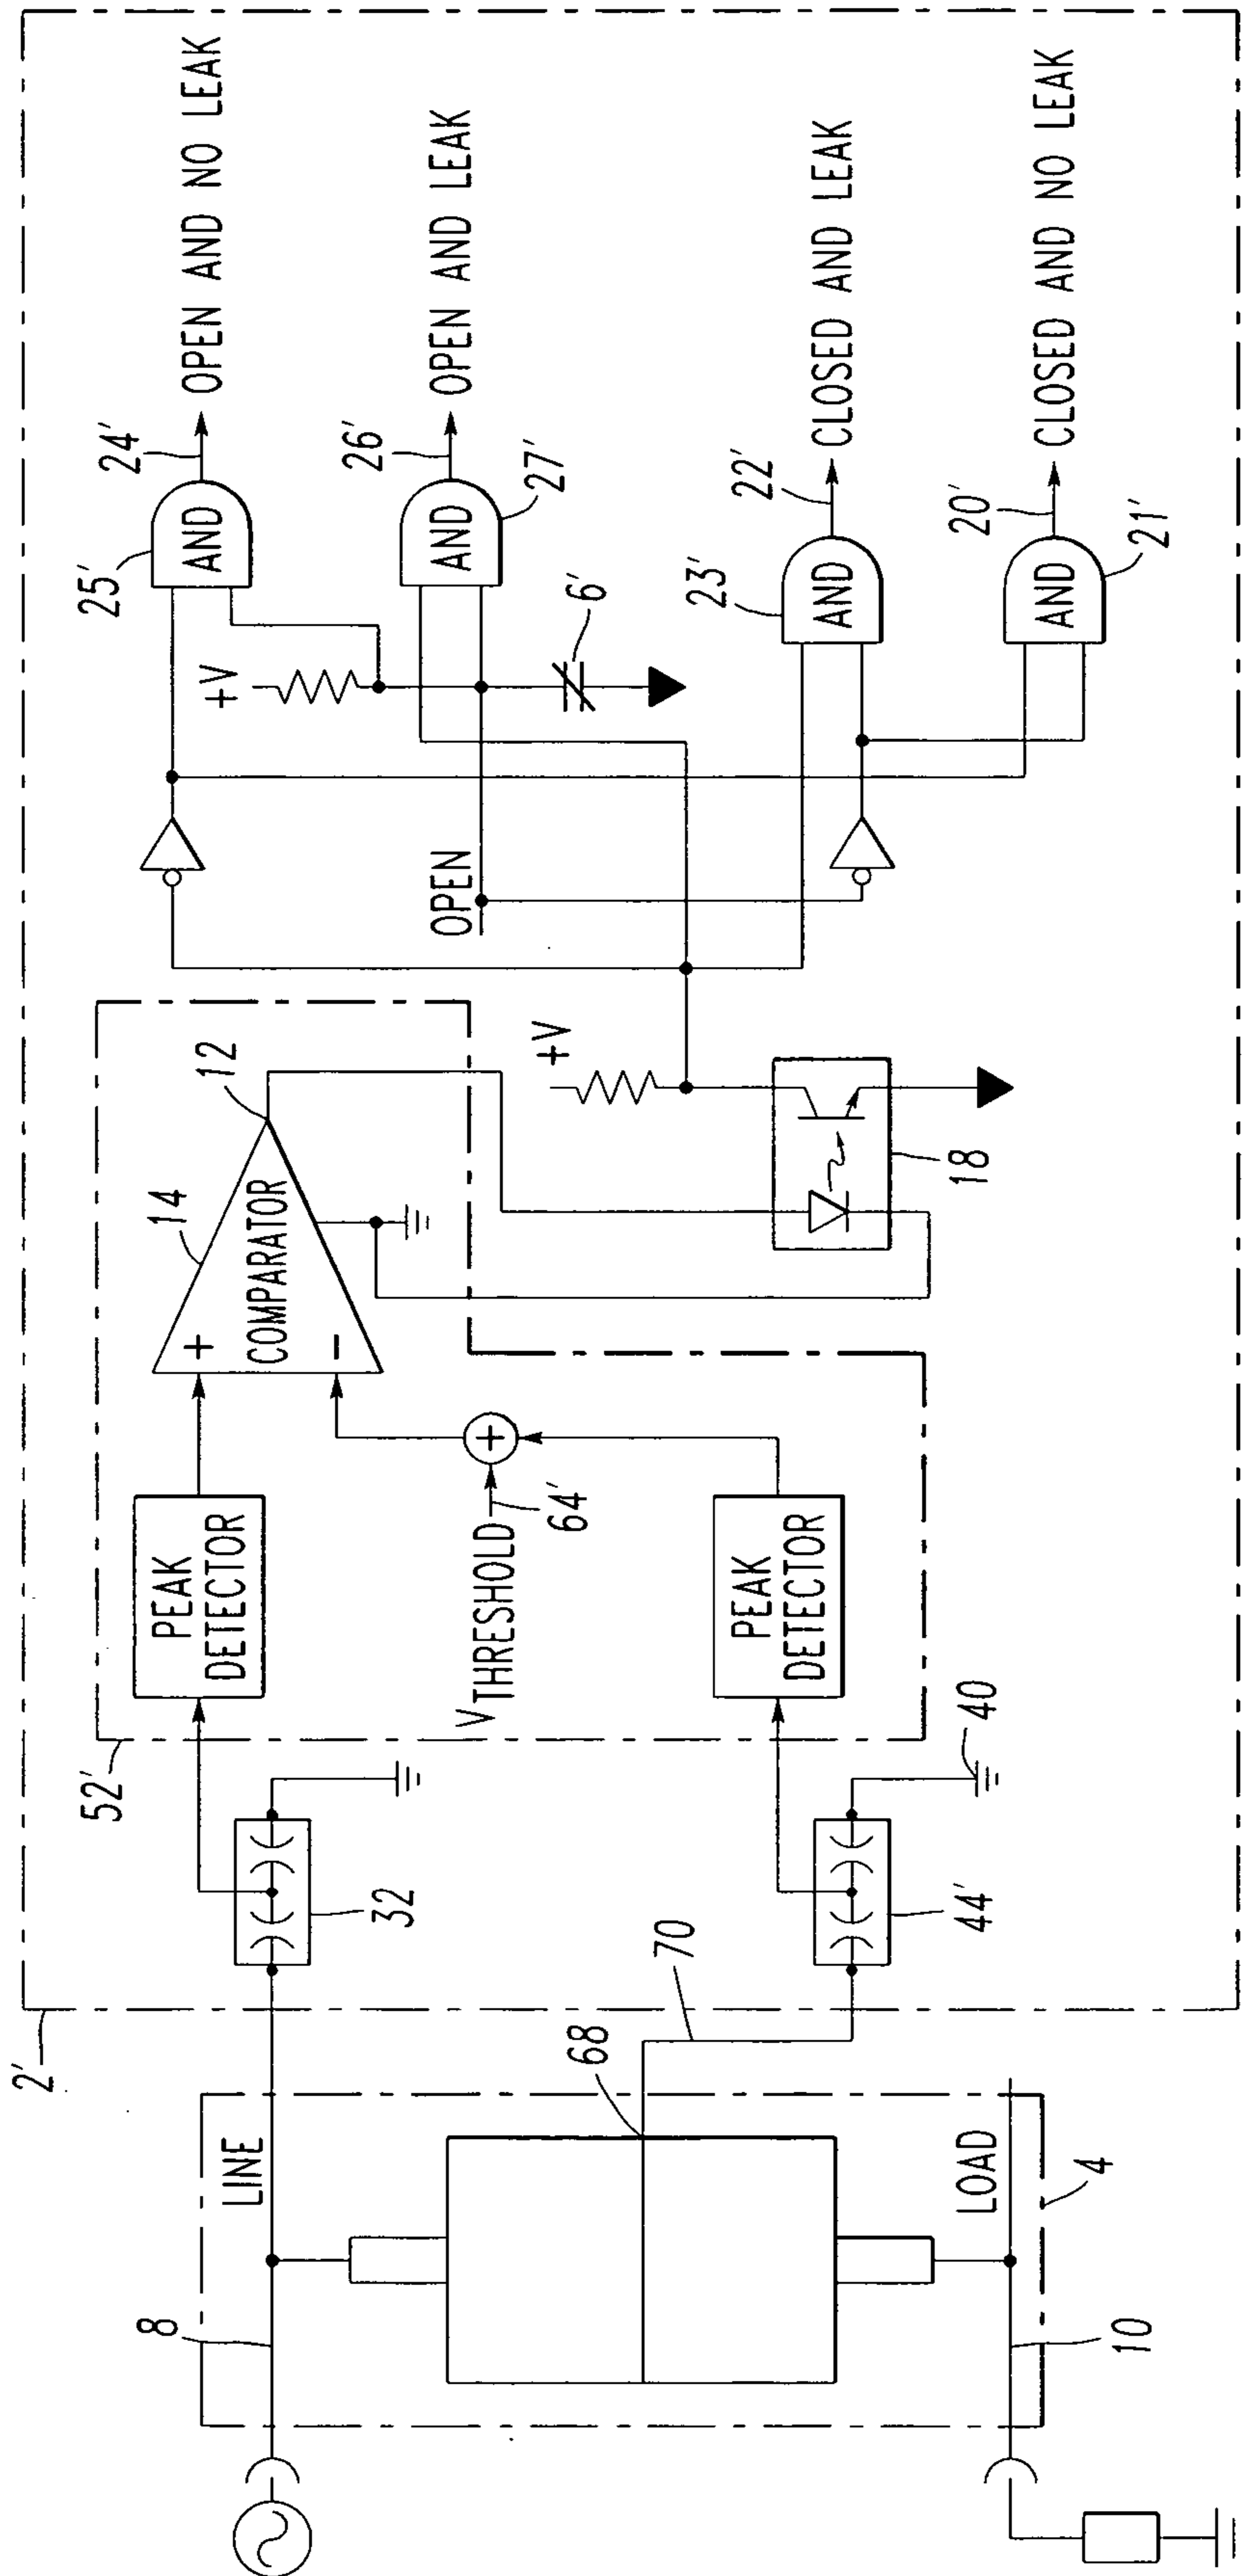 2'
52'
8
LINE
32
PEAK
DETECTOR
14
+
COMPARATOR
-
12
V THRESHOLD
64'
+
68
70
44'
40
PEAK
DETECTOR
LOAD
10
4
+V
18
OPEN
+V
6'
25'
AND
24'
OPEN AND NO LEAK
AND
26'
27'
OPEN AND LEAK
23'
AND
22'
CLOSED AND LEAK
AND
20'
21'
CLOSED AND NO LEAK